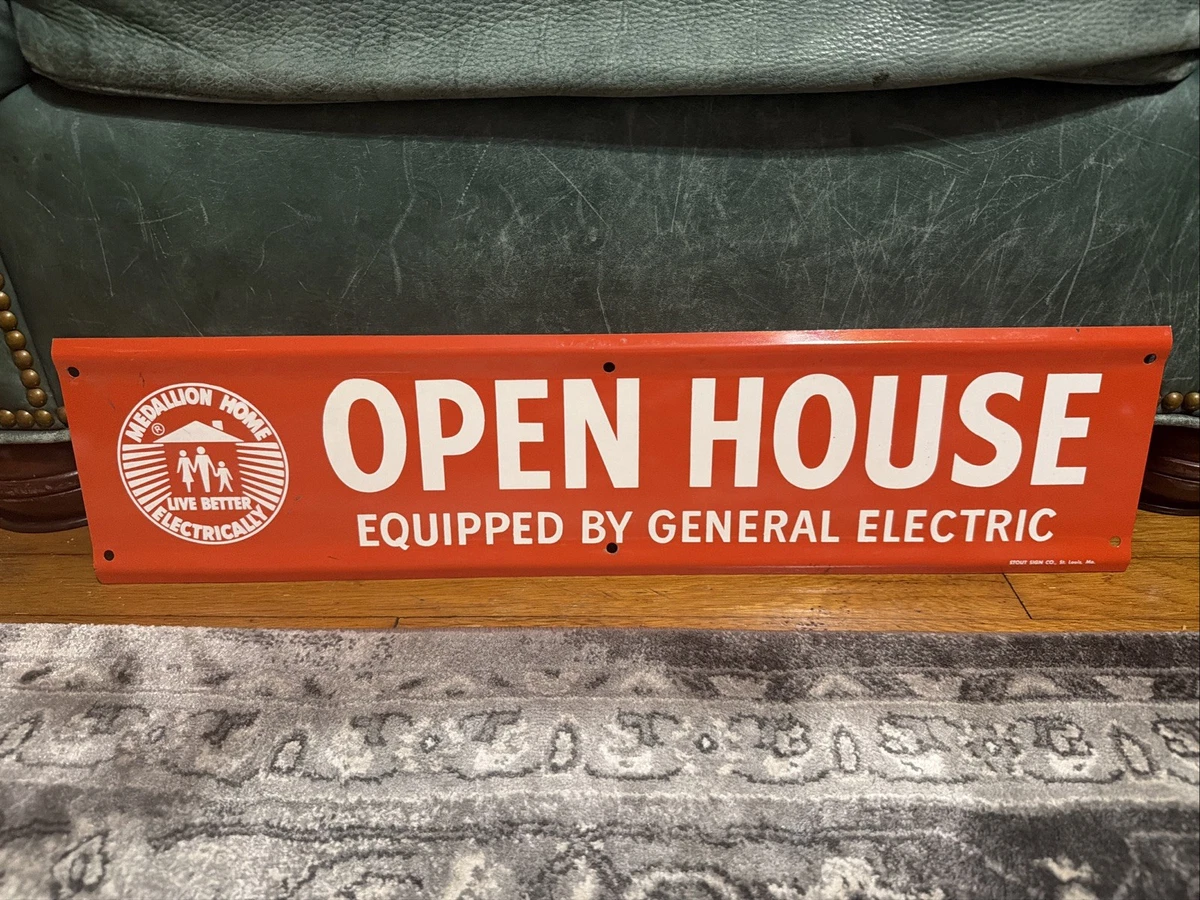 MEDALLION HOME
®
LIVE BETTER
ELECTRICALLY
OPEN HOUSE
EQUIPPED BY GENERAL ELECTRIC
STOUT SIGN CO., St. Louis, Mo.